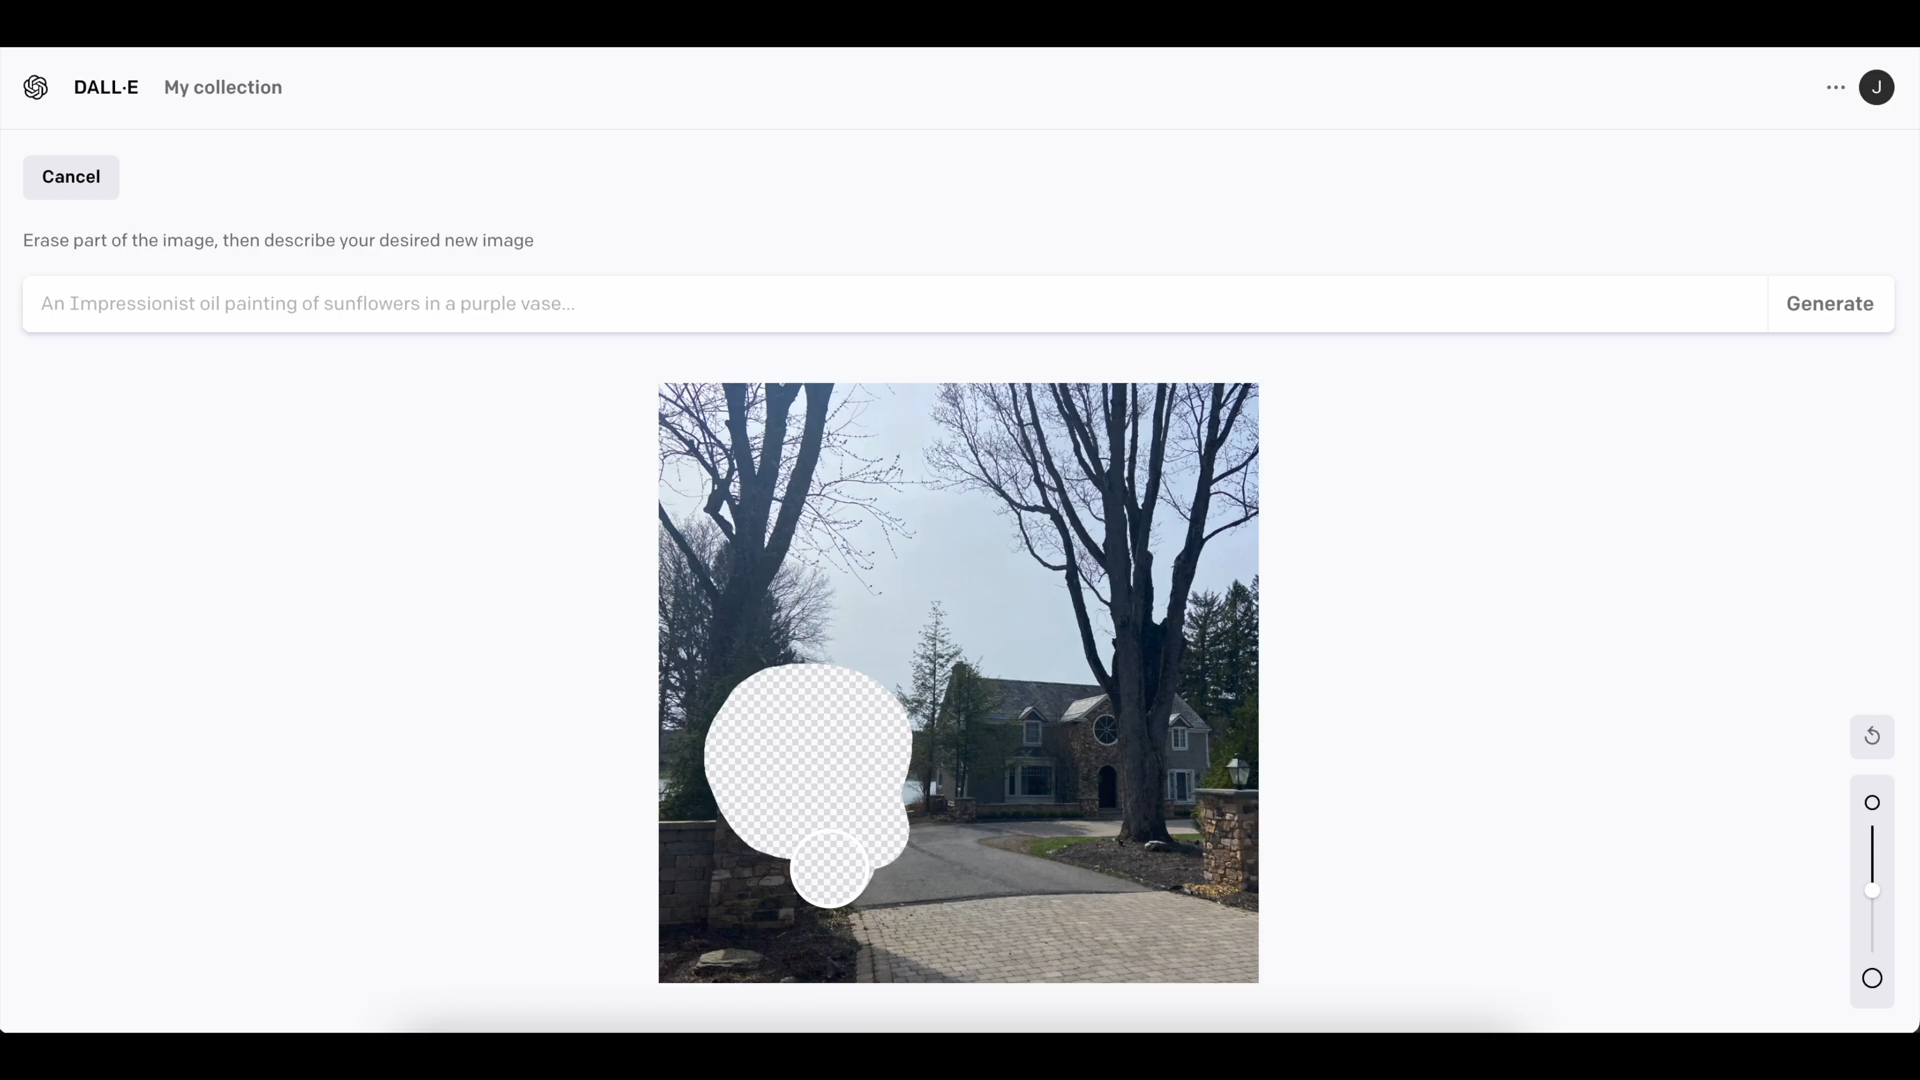 DALL·E
My collection
J
Cancel
Erase part of the image, then describe your desired new image
An Impressionist oil painting of sunflowers in a purple vase...
Generate